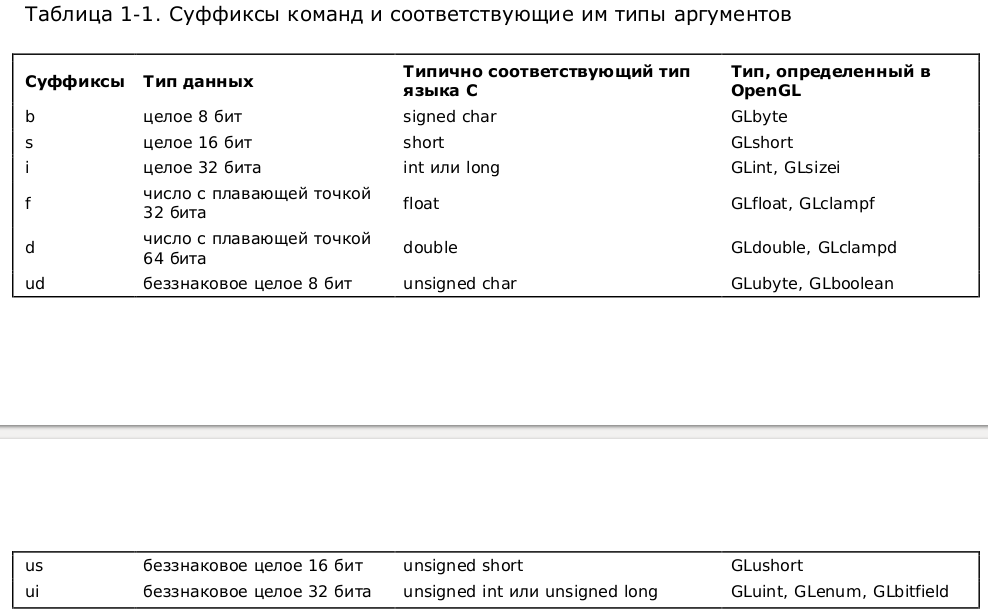 Таблица 1-1. Суффиксы команд и соответствующие им типы аргументов
Суффиксы Тип данных Типично соответствующий тип языка С Тип, определенный в OpenGL
b целое 8 бит signed char GLbyte
s целое 16 бит short GLshort
i целое 32 бита int или long GLint, GLsizei
f число с плавающей точкой 32 бита float GLfloat, GLclampf
d число с плавающей точкой 64 бита double GLdouble, GLclampd
ud беззнаковое целое 8 бит unsigned char GLubyte, GLboolean
us беззнаковое целое 16 бит unsigned short GLushort
ui беззнаковое целое 32 бита unsigned int или unsigned long GLuint, GLenum, GLbitfield